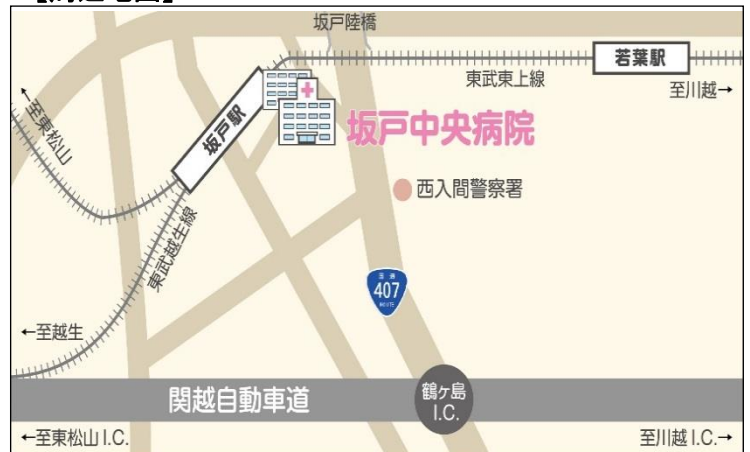 坂戸陸橋
若葉駅
東武東上線
至川越→
←至東松山
坂戸駅
坂戸中央病院
西入間警察署
東武越生線
国道
407
ROUTE
←至越生
関越自動車道
鶴ヶ島
I.C.
←至東松山 I.C.
至川越 I.C.→